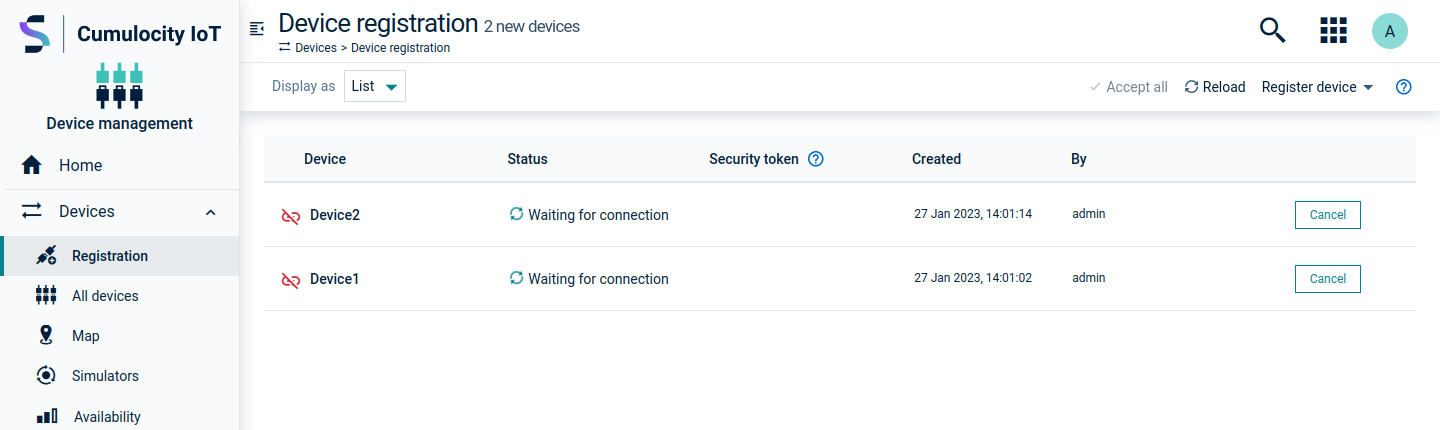 Cumulocity IoT
Device management
Home
Devices
Registration
All devices
Map
Simulators
Availability
Device registration 2 new devices
Devices > Device registration
A
Display as List
Accept all Reload Register device ?
Device Status Security token ? Created By
Device2 Waiting for connection 27 Jan 2023, 14:01:14 admin Cancel
Device1 Waiting for connection 27 Jan 2023, 14:01:02 admin Cancel